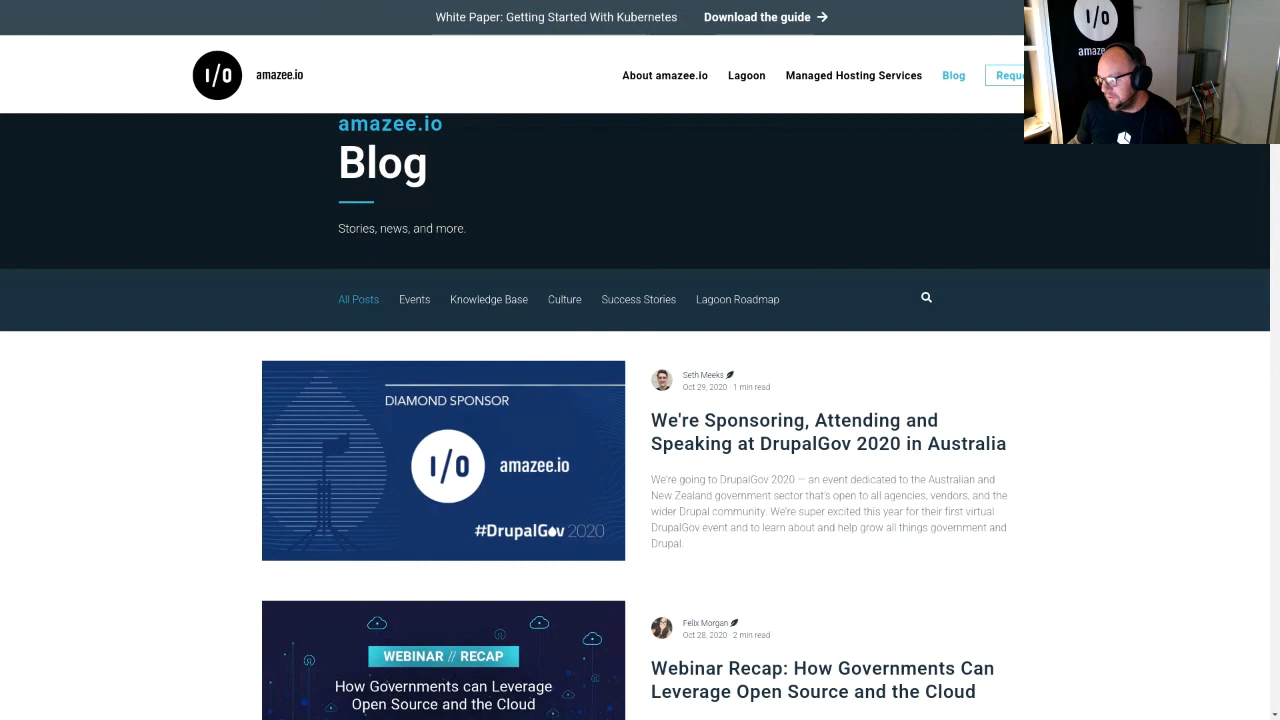 White Paper: Getting Started With Kubernetes Download the guide
I/O amazee.io
About amazee.io Lagoon Managed Hosting Services Blog Requ
I/O
amaze
amazee.io
Blog
Stories, news, and more.
All Posts Events Knowledge Base Culture Success Stories Lagoon Roadmap
DIAMOND SPONSOR
I/O amazee.io
#DrupalGov 2020
Seth Meeks
Oct 29, 2020 · 1 min read
We're Sponsoring, Attending and
Speaking at DrupalGov 2020 in Australia
We're going to DrupalGov 2020 — an event dedicated to the Australian and
New Zealand government sector that's open to all agencies, vendors, and the
wider Drupal community. We're super excited this year for their first virtual
DrupalGov event and to learn about and help grow all things government and
Drupal.
WEBINAR // RECAP
How Governments can Leverage
Open Source and the Cloud
Felix Morgan
Oct 28, 2020 · 2 min read
Webinar Recap: How Governments Can
Leverage Open Source and the Cloud